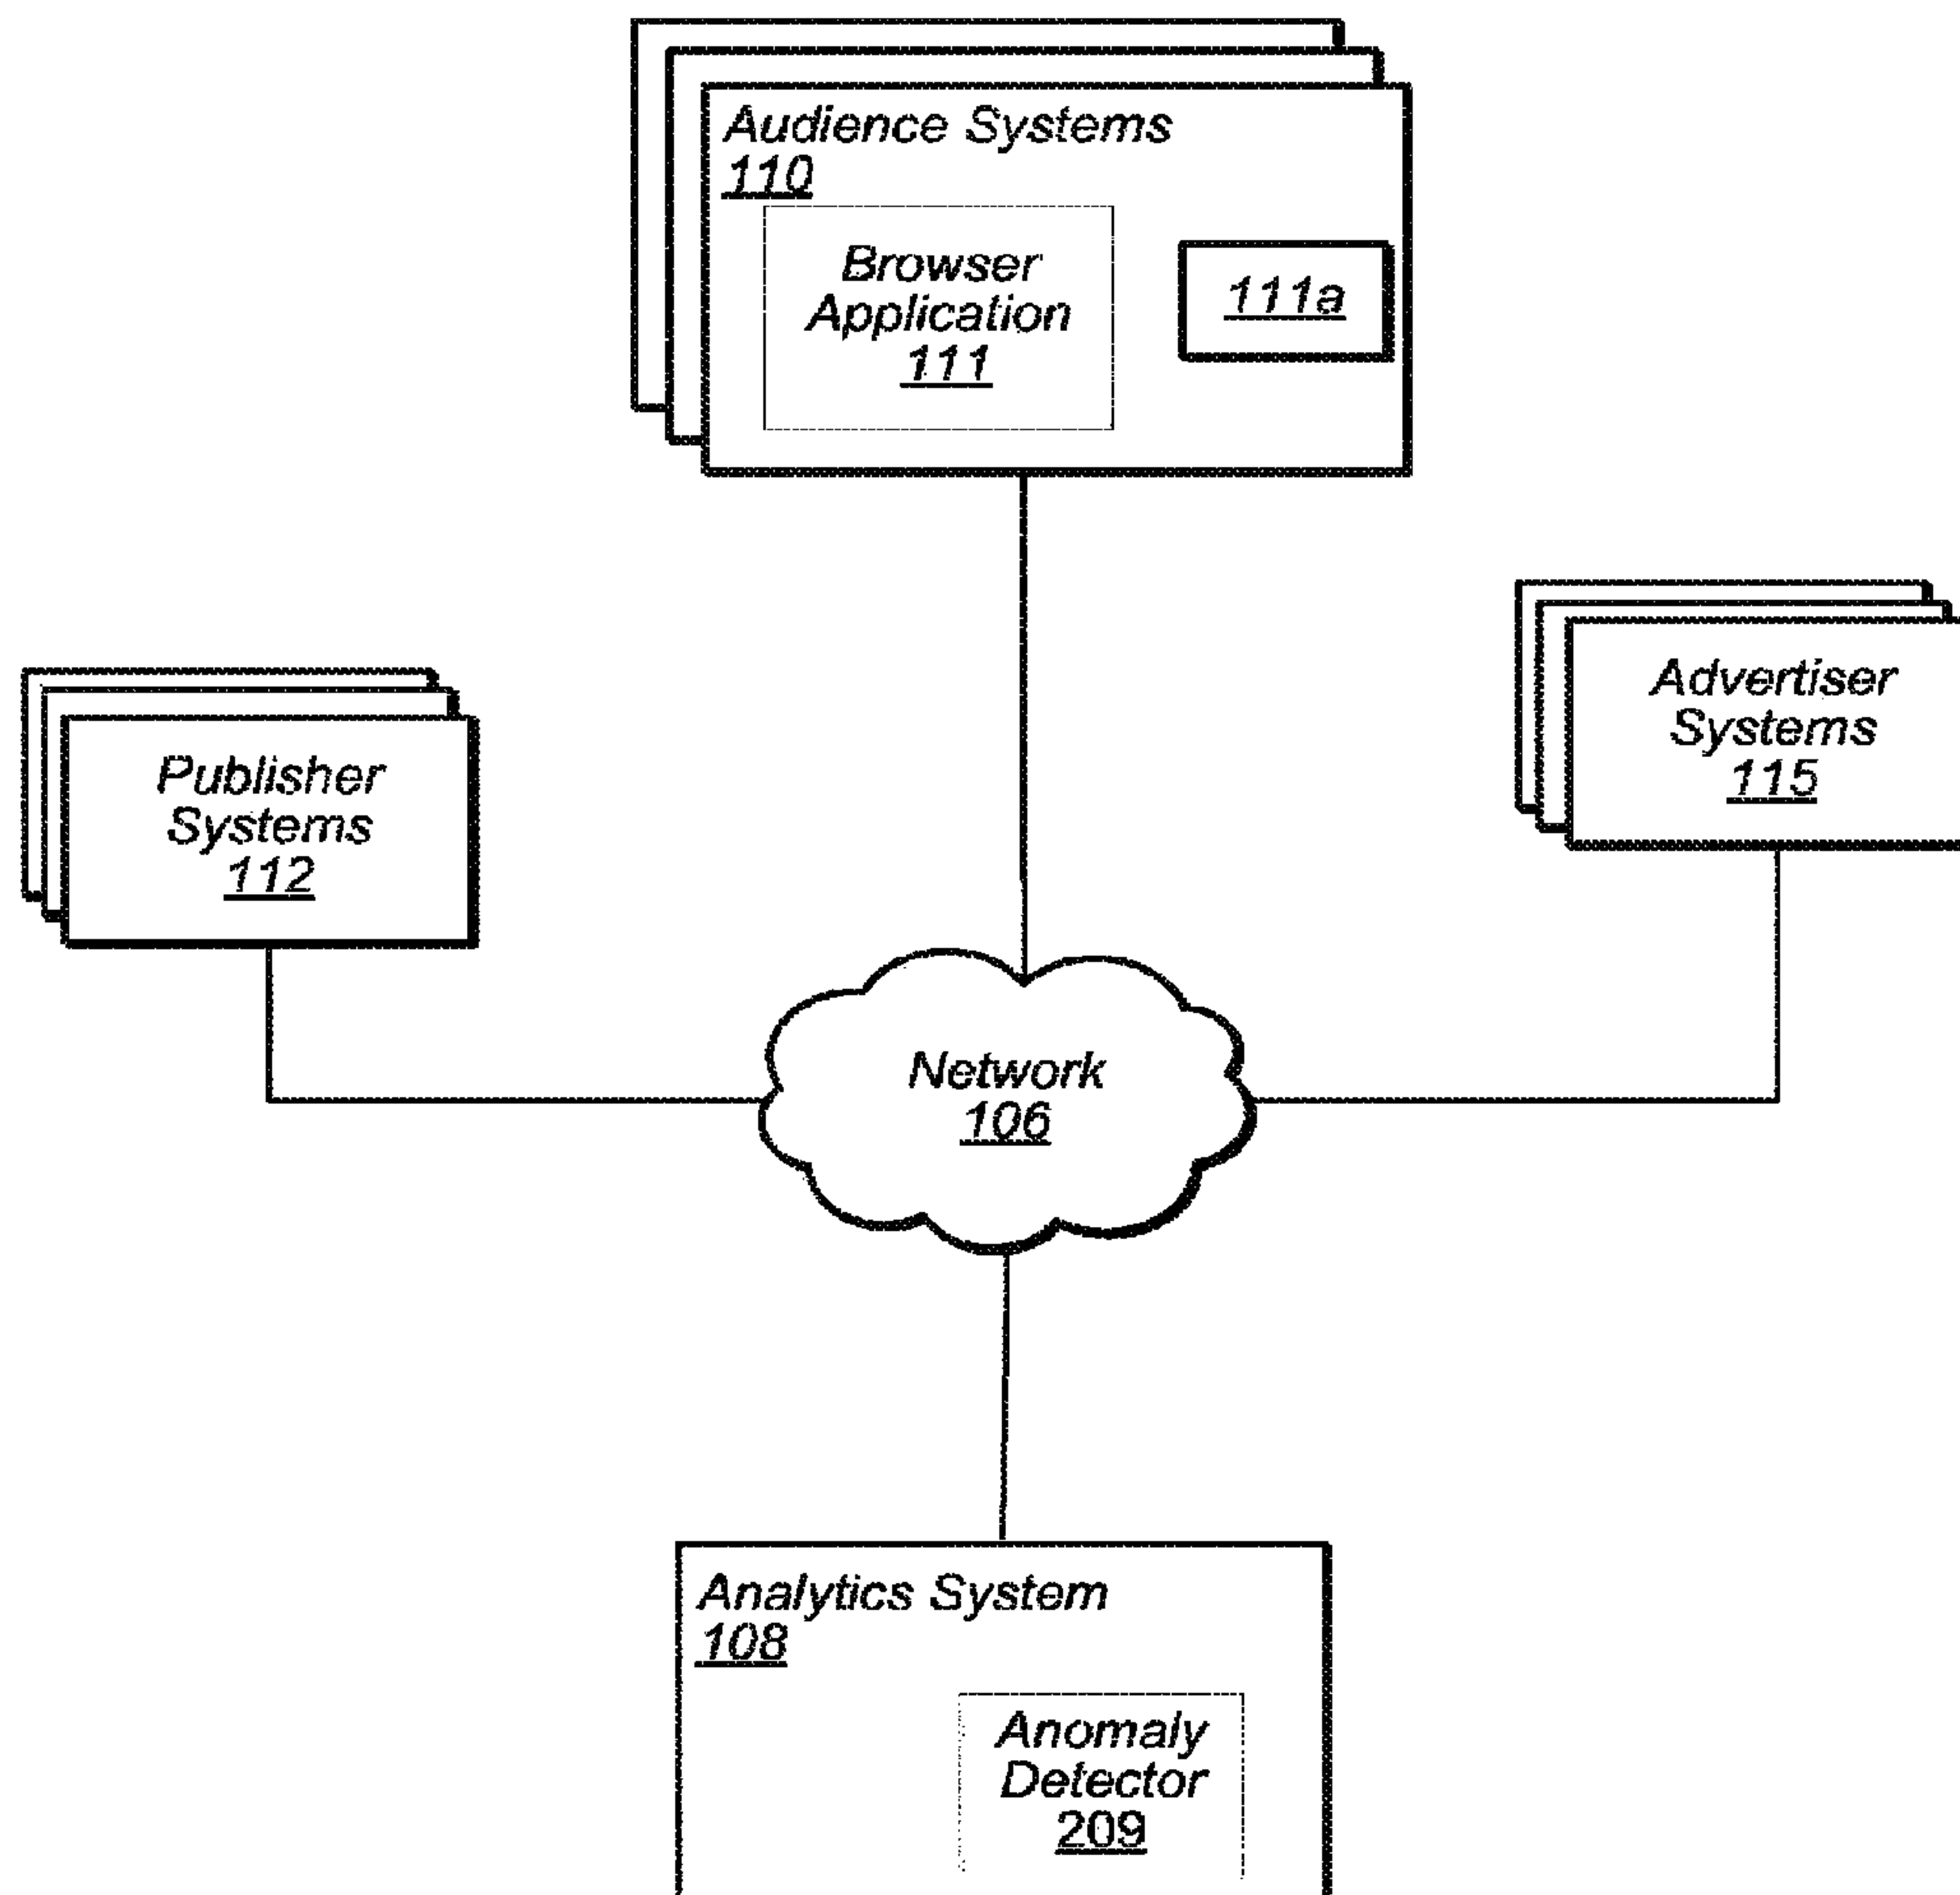 Audience Systems
110
Browser
Application
111
111a
Advertiser
Systems
115
Publisher
Systems
112
Network
106
Analytics System
108
Anomaly
Detector
209